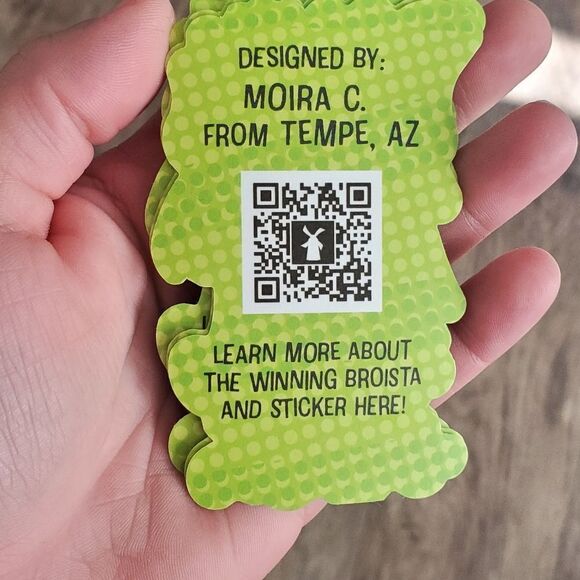 DESIGNED BY:
MOIRA C.
FROM TEMPE, AZ
LEARN MORE ABOUT
THE WINNING BROISTA
AND STICKER HERE!